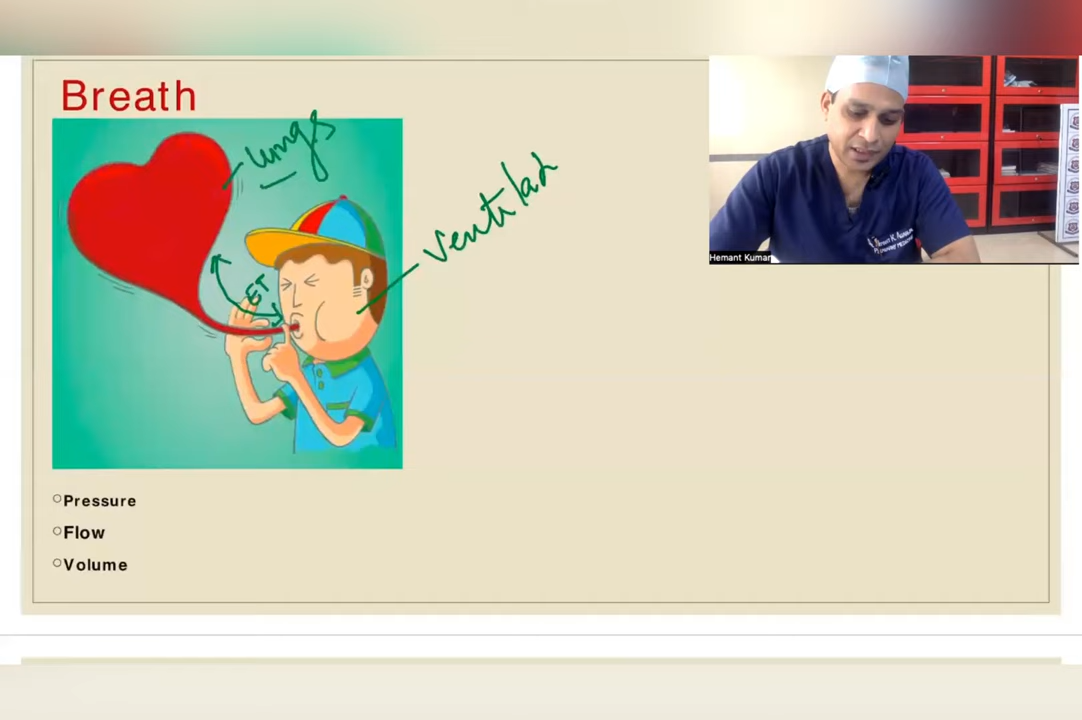 Breath
lungs
ET
ventilat
Hemant Kumar
Pressure
Flow
Volume